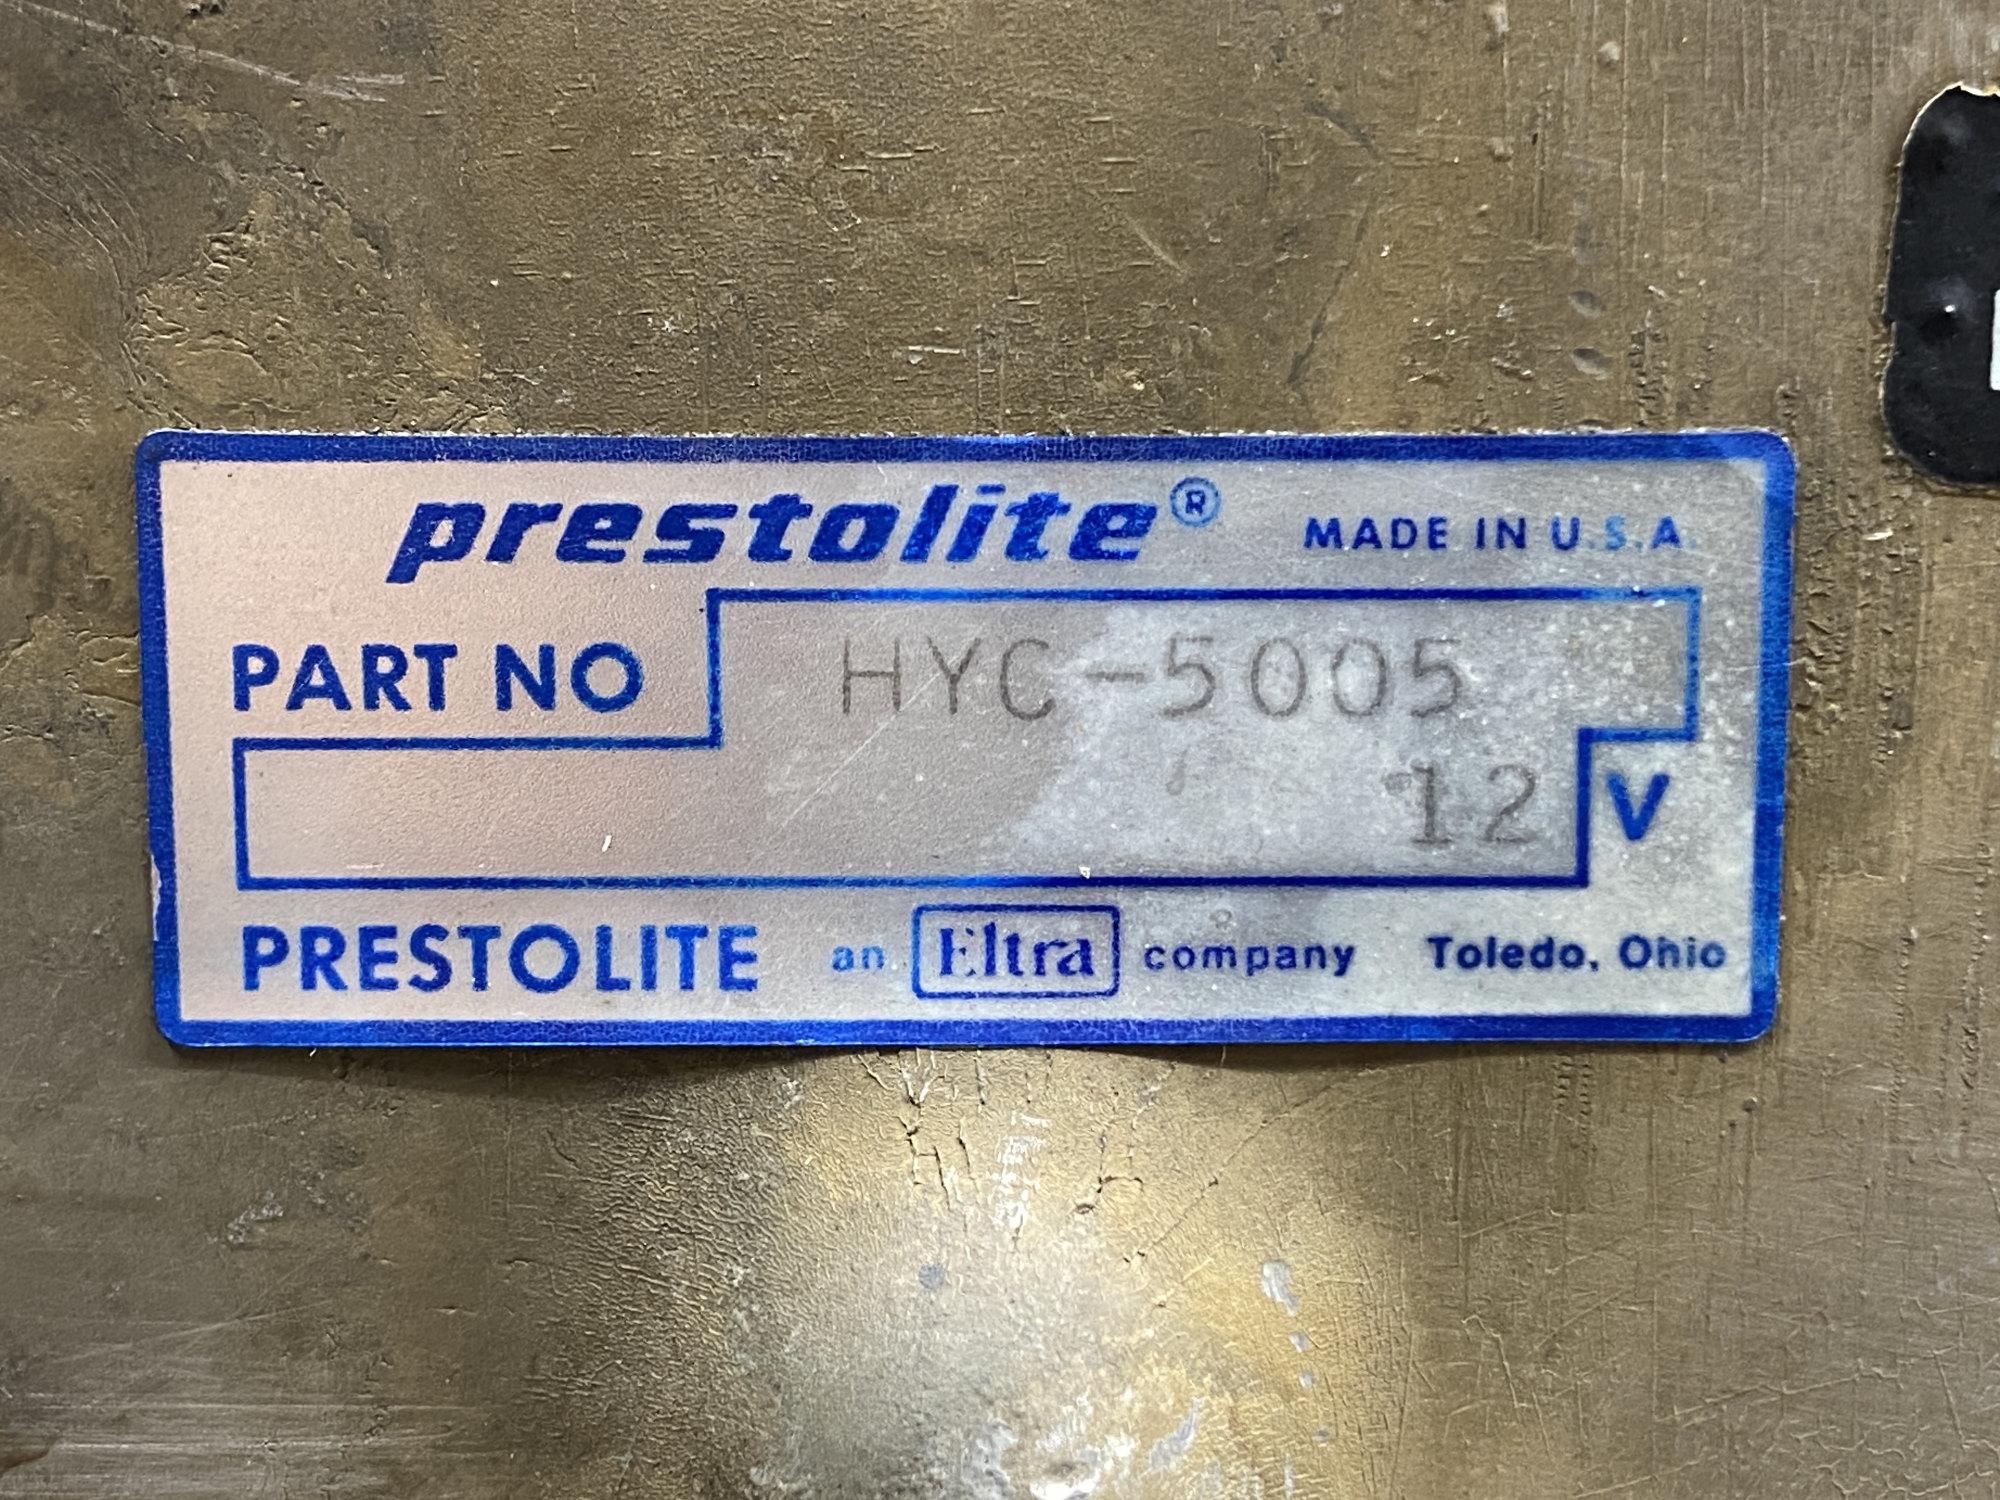 prestolite® MADE IN U.S.A.
PART NO HYC-5005
12 V
PRESTOLITE an Eltra company Toledo, Ohio